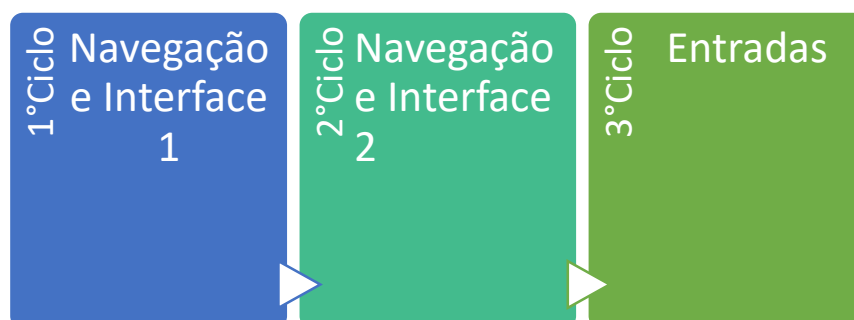 1°Ciclo
Navegação
e Interface
1
2°Ciclo
Navegação
e Interface
2
3°Ciclo
Entradas